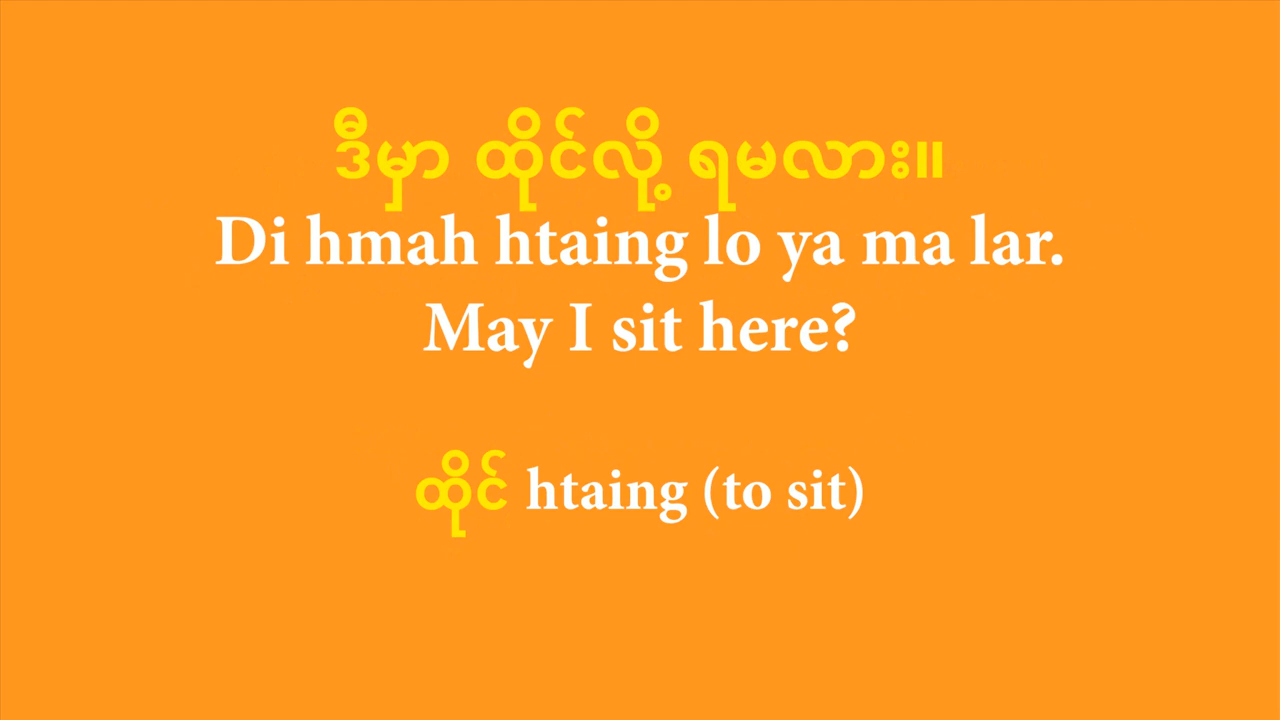 ဒီမှာ ထိုင်လို့ ရမလား။
Di hmah htaing lo ya ma lar.
May I sit here?
ထိုင် htaing (to sit)